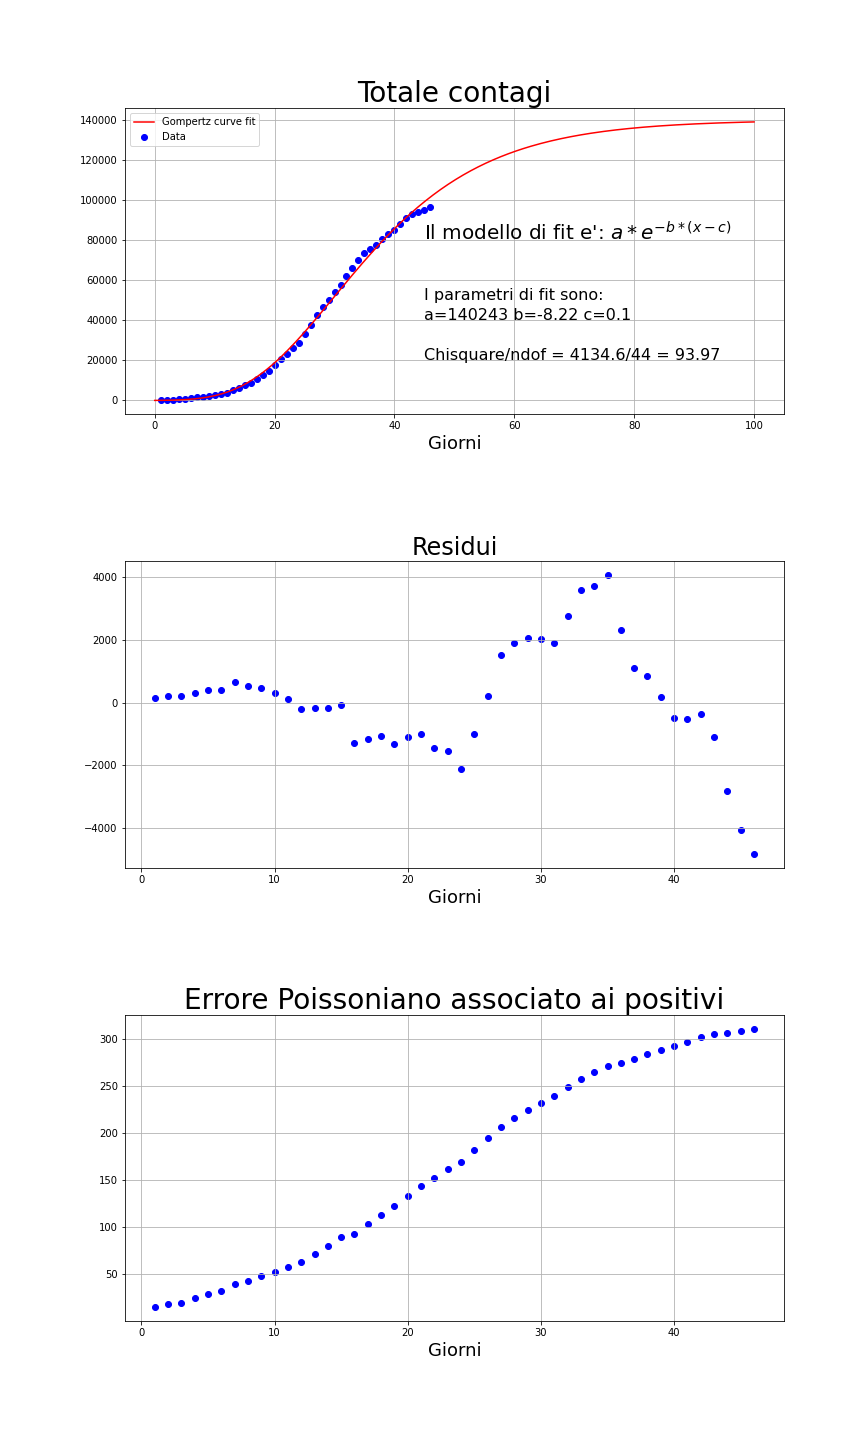 Totale contagi
140000
120000
100000
80000
60000
40000
20000
0
Gompertz curve fit
Data
Il modello di fit e': a * e^{-b*(x-c)}
I parametri di fit sono:
a=140243 b=-8.22 c=0.1
Chisquare/ndof = 4134.6/44 = 93.97
0 20 40 60 80 100
Giorni
Residui
4000
2000
0
−2000
−4000
0 10 20 30 40
Giorni
Errore Poissoniano associato ai positivi
300
250
200
150
100
50
0 10 20 30 40
Giorni